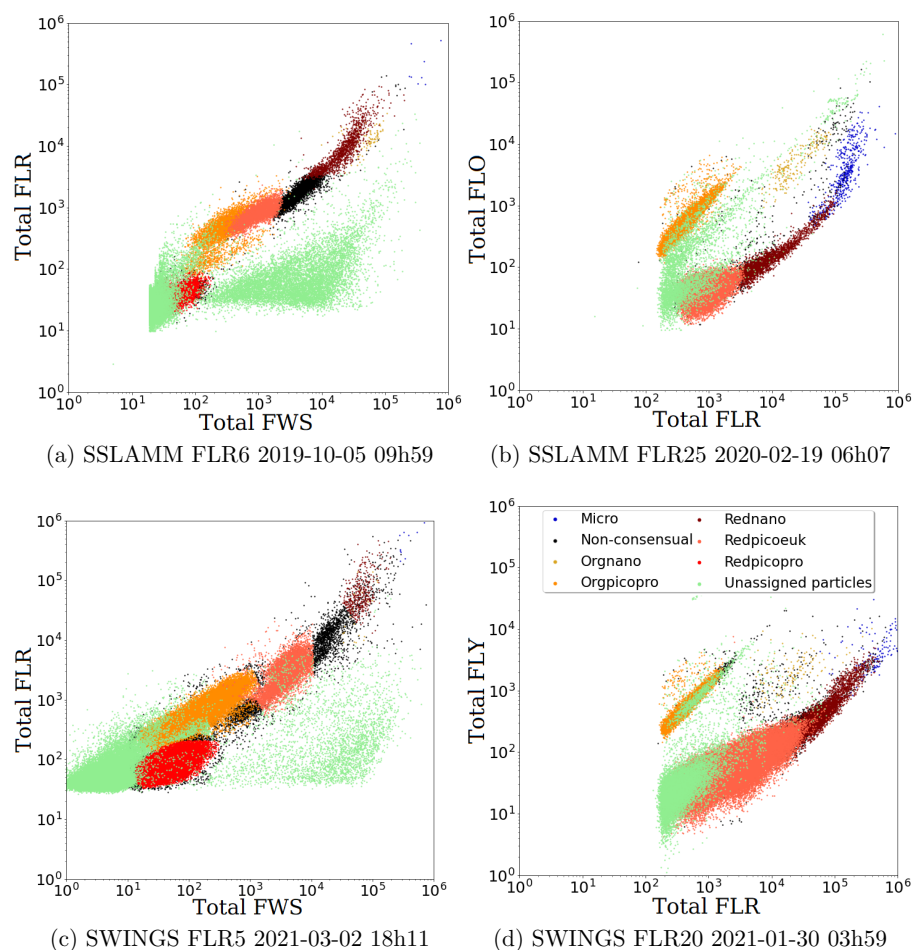 10^6
10^5
10^4
10^3
10^2
10^1
10^0
Total FLR
10^0 10^1 10^2 10^3 10^4 10^5 10^6
Total FWS
(a) SSLAMM FLR6 2019-10-05 09h59
10^6
10^5
10^4
10^3
10^2
10^1
10^0
Total FLO
10^0 10^1 10^2 10^3 10^4 10^5 10^6
Total FLR
(b) SSLAMM FLR25 2020-02-19 06h07
10^6
10^5
10^4
10^3
10^2
10^1
Total FLR
10^0 10^1 10^2 10^3 10^4 10^5 10^6
Total FWS
(c) SWINGS FLR5 2021-03-02 18h11
10^6
10^5
10^4
10^3
10^2
10^1
10^0
Total FLY
Micro
Non-consensual
Orgnano
Orgpicopro
Rednano
Redpicoeuk
Redpicopro
Unassigned particles
10^0 10^1 10^2 10^3 10^4 10^5 10^6
Total FLR
(d) SWINGS FLR20 2021-01-30 03h59